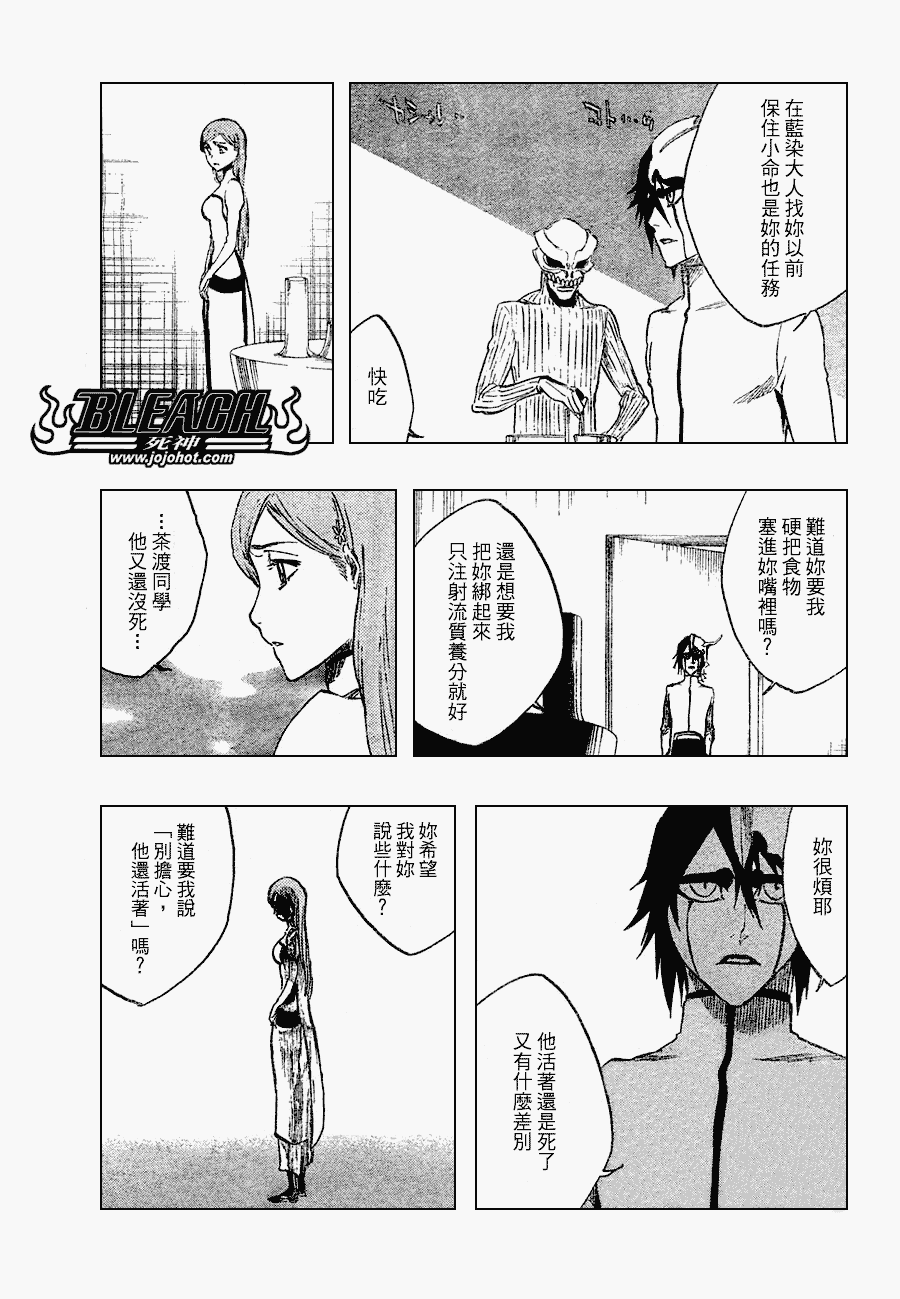 在藍染大人找妳以前
保住小命也是妳的任務
快吃
BLEACH
死神
www.jojohot.com
難道妳要我
硬把食物
塞進妳嘴裡嗎？
還是想要我
把妳綁起來
只注射流質養分就好
…茶渡同學
他又還沒死…
妳很煩耶
他活著還是死了
又有什麼差別
妳希望
我對妳
說些什麼？
難道要我說
「別擔心，
他還活著」嗎？